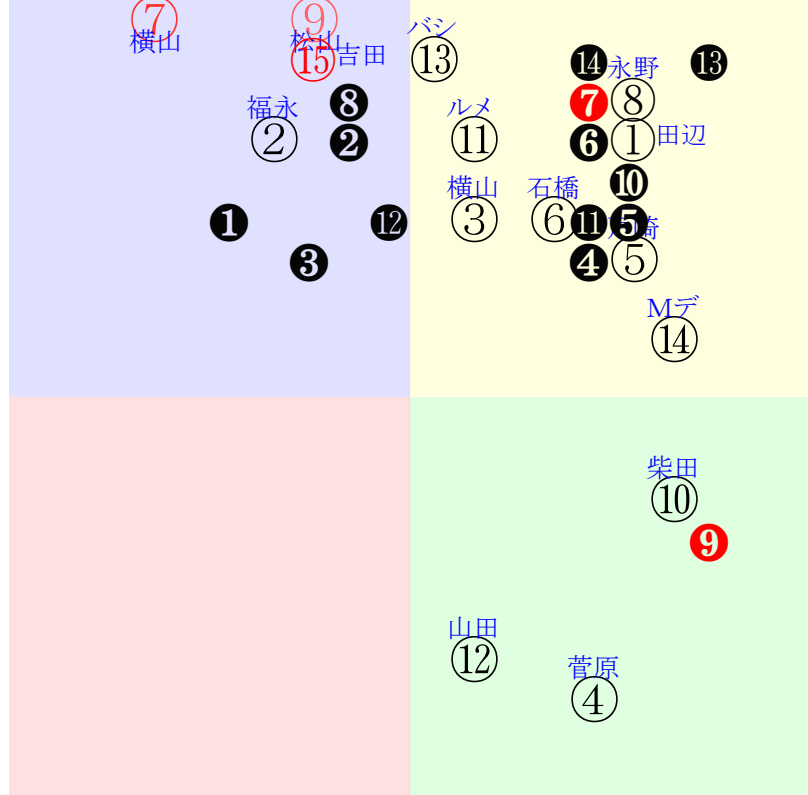 ⑦ ⑨
横山 松山 バシ
⑮ 吉田 ⑬ ⓮ 永野 ⓭
福永 ❽ ルメ ❼ ⑧
② ❷ ⑪ ❻ ① 田辺
横山 石橋 ❿
❶ ⓬ ③ ⑥ ⓫ ❺
❸ ❹ ⑤
Mデ
⑭
柴田
⑩
❾
山田
⑫
菅原
④